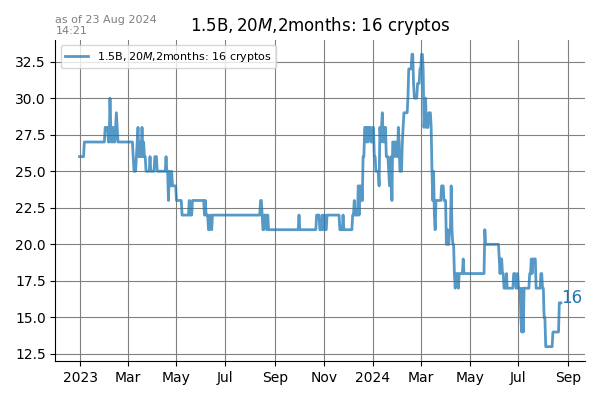 as of 23 Aug 2024
14:21
1.5B, 20M,2months: 16 cryptos
1.5B, 20M,2months: 16 cryptos
32.5
30.0
27.5
25.0
22.5
20.0
17.5
15.0
12.5
16
2023 Mar May Jul Sep Nov 2024 Mar May Jul Sep